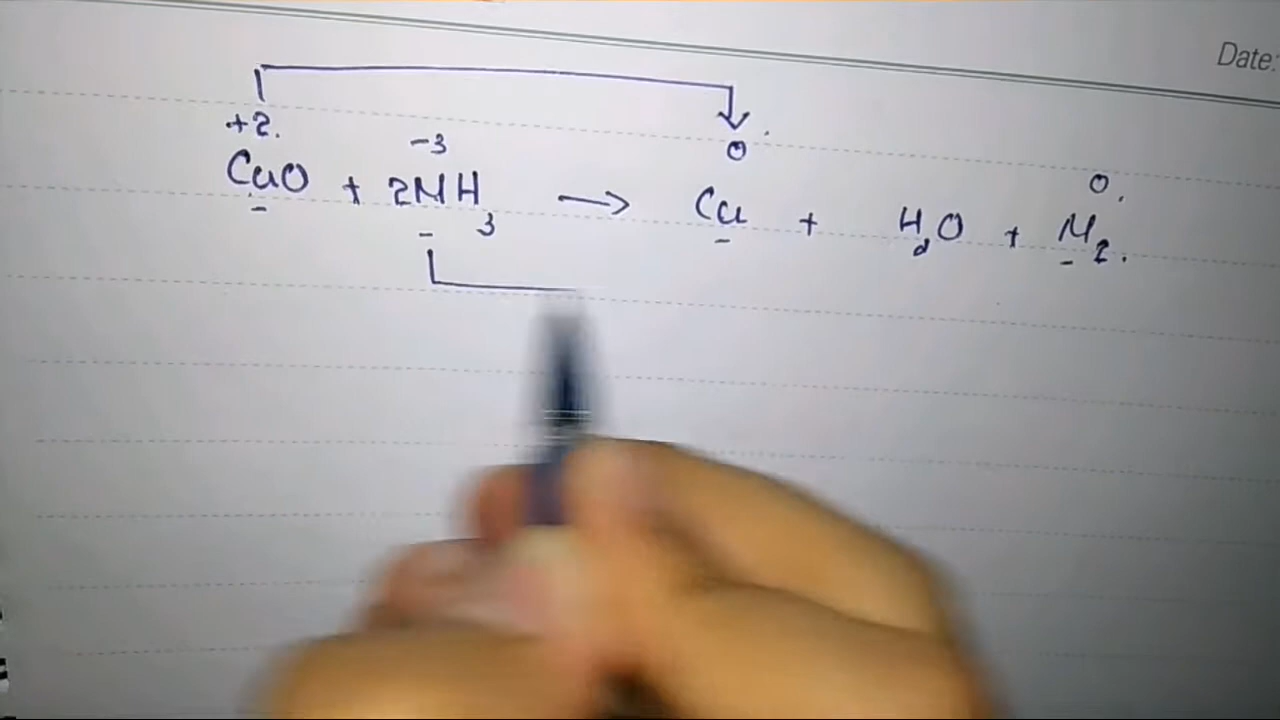 Date:
+2. -3 0 0.
CuO + 2NH3 → Cu + H2O + N2.